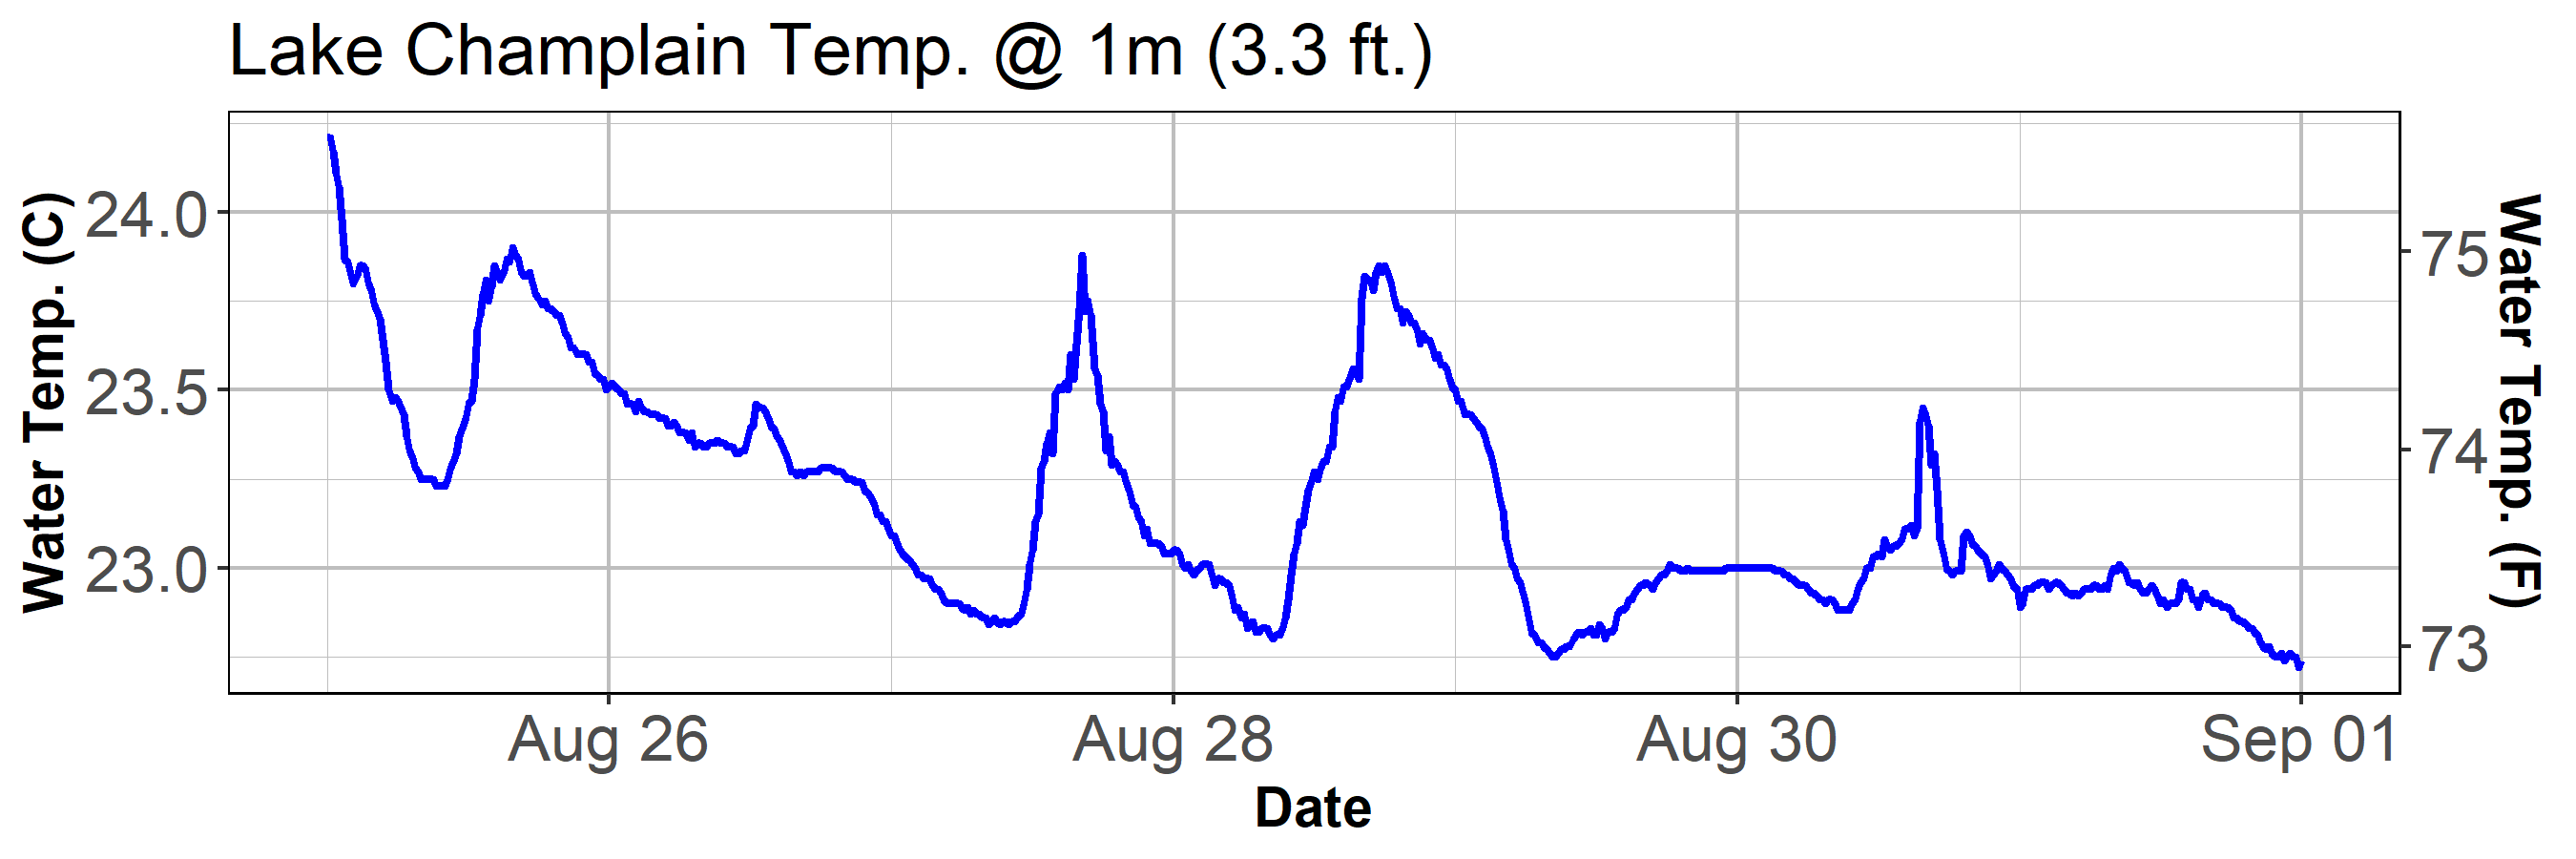 Lake Champlain Temp. @ 1m (3.3 ft.)
Water Temp. (C)
24.0
23.5
23.0
75
74
73
Water Temp. (F)
Aug 26
Aug 28
Aug 30
Sep 01
Date